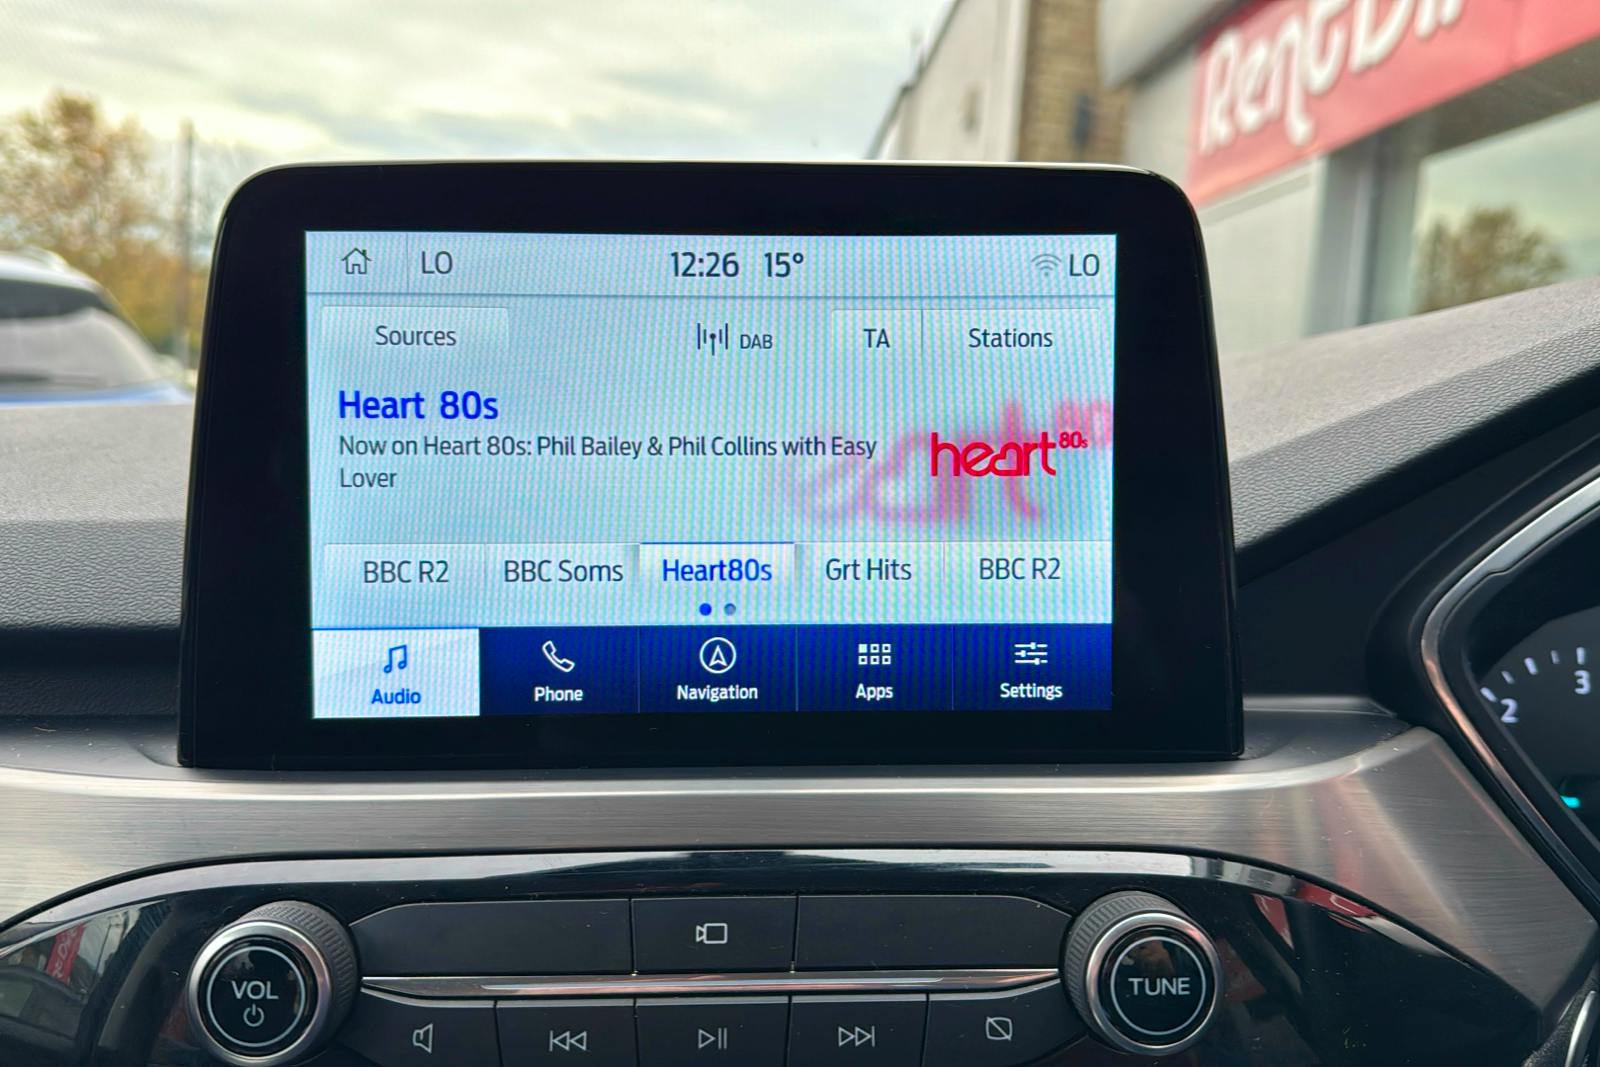 Rent Dir
LO 12:26 15° LO
Sources DAB TA Stations
Heart 80s
Now on Heart 80s: Phil Bailey & Phil Collins with Easy
Lover
heart 80s
BBC R2 BBC Soms Heart80s Grt Hits BBC R2
Audio Phone Navigation Apps Settings
2 3
VOL TUNE